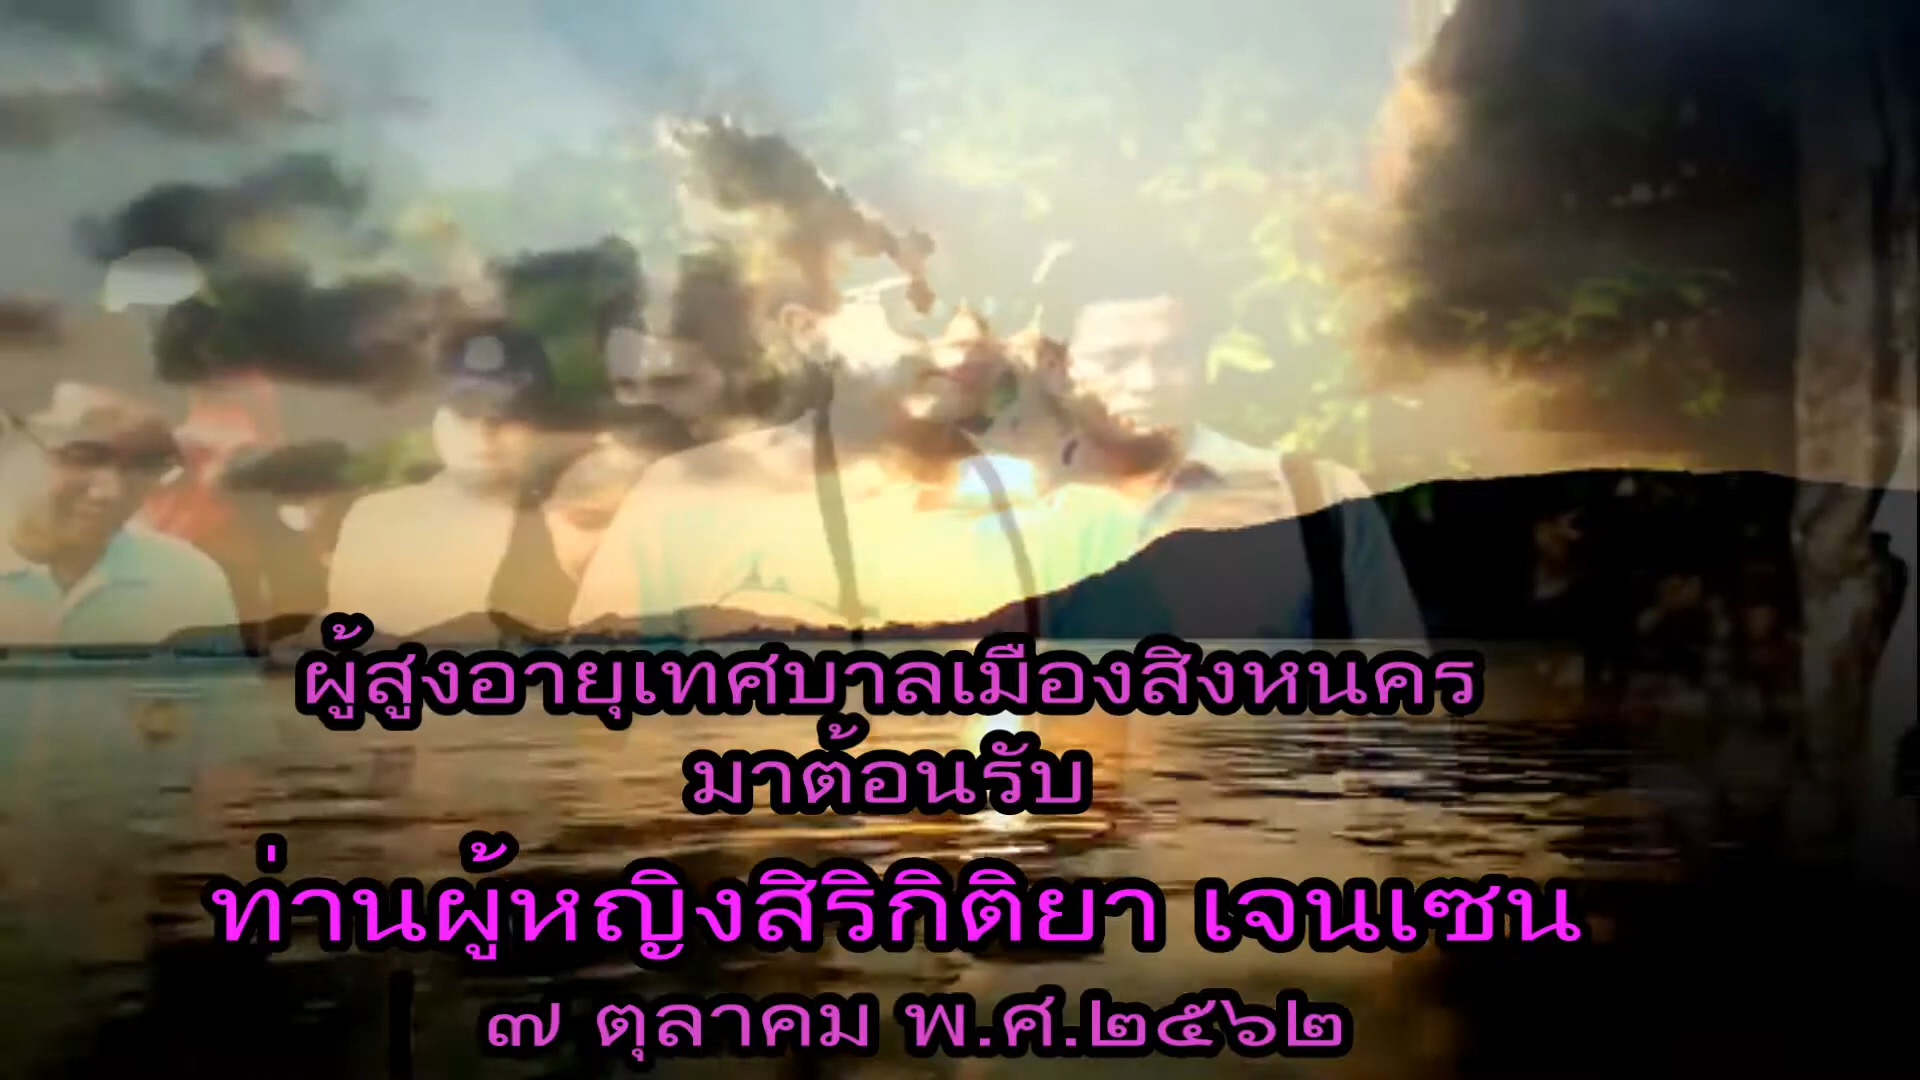 ผู้สูงอายุเทศบาลเมืองสิงหนคร
มาต้อนรับ
ท่านผู้หญิงสิริกิติยา เจนเซน
๗ ตุลาคม พ.ศ.๒๕๖๒